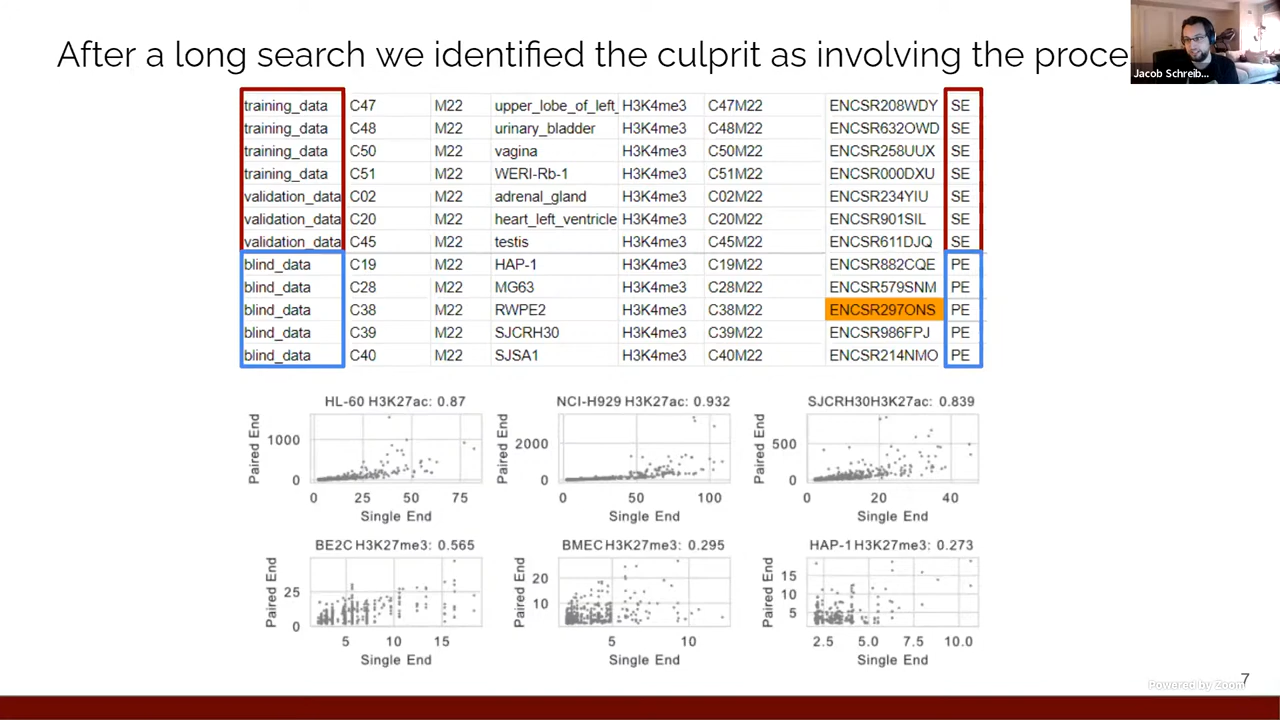 After a long search we identified the culprit as involving the proce
Jacob Schreib...
training_data C47 M22 upper_lobe_of_left_ H3K4me3 C47M22 ENCSR208WDY SE
training_data C48 M22 urinary_bladder H3K4me3 C48M22 ENCSR632OWD SE
training_data C50 M22 vagina H3K4me3 C50M22 ENCSR258UUX SE
training_data C51 M22 WERI-Rb-1 H3K4me3 C51M22 ENCSR000DXU SE
validation_data C02 M22 adrenal_gland H3K4me3 C02M22 ENCSR234YIU SE
validation_data C20 M22 heart_left_ventricle H3K4me3 C20M22 ENCSR901SIL SE
validation_data C45 M22 testis H3K4me3 C45M22 ENCSR611DJQ SE
blind_data C19 M22 HAP-1 H3K4me3 C19M22 ENCSR882CQE PE
blind_data C28 M22 MG63 H3K4me3 C28M22 ENCSR579SNM PE
blind_data C38 M22 RWPE2 H3K4me3 C38M22 ENCSR297ONS PE
blind_data C39 M22 SJCRH30 H3K4me3 C39M22 ENCSR986FPJ PE
blind_data C40 M22 SJSA1 H3K4me3 C40M22 ENCSR214NMO PE
HL-60 H3K27ac: 0.87
Paired End
1000
0
0 25 50 75
Single End
NCI-H929 H3K27ac: 0.932
Paired End
2000
0
0 50 100
Single End
SJCRH30H3K27ac: 0.839
Paired End
500
0
0 20 40
Single End
BE2C H3K27me3: 0.565
Paired End
25
0
5 10 15
Single End
BMEC H3K27me3: 0.295
Paired End
20
10
5 10
Single End
HAP-1 H3K27me3: 0.273
Paired End
15
10
5
2.5 5.0 7.5 10.0
Single End
Powered by Zoom
7